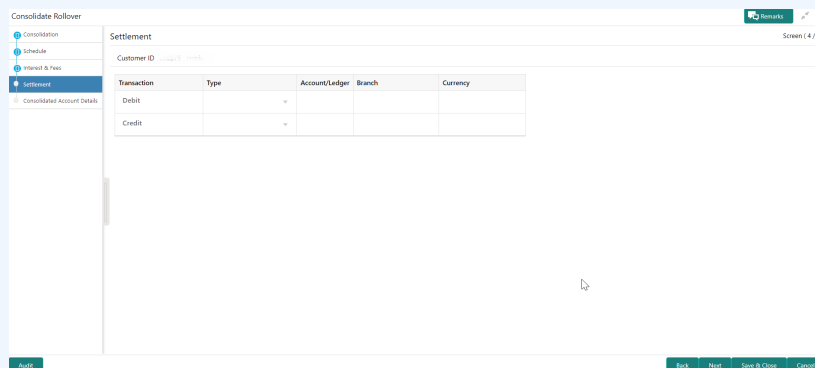 Consolidate Rollover
Remarks
Consolidation
Schedule
Interest & Fees
Settlement
Consolidated Account Details
Settlement
Screen ( 4 /
Customer ID
Transaction Type Account/Ledger Branch Currency
Debit
Credit
Audit
Back Next Save & Close Cancel